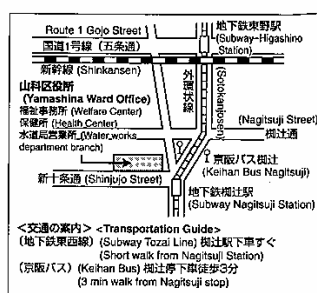 Route 1 Gojo Street
国道1号線(五条通)
地下鉄東野駅
(Subway-Higashino
Station)
新幹線 (Shinkansen)
外環状線
(Sotokanjosen)
山科区役所
(Yamashina Ward Office)
福祉事務所 (Welfare Center)
保健所 (Health Center)
水道局営業所 (Water works
department branch)
(Nagitsuji Street)
椥辻通
京阪バス椥辻
(Keihan Bus Nagitsuji)
新十条通 (Shinjujo Street)
地下鉄椥辻駅
(Subway Nagitsuji Station)
<交通の案内> <Transportation Guide>
(地下鉄東西線) (Subway Tozai Line) 椥辻駅下車すぐ
(Short walk from Nagitsuji Station)
(京阪バス) (Keihan Bus) 椥辻停下車徒歩3分
(3 min walk from Nagitsuji stop)